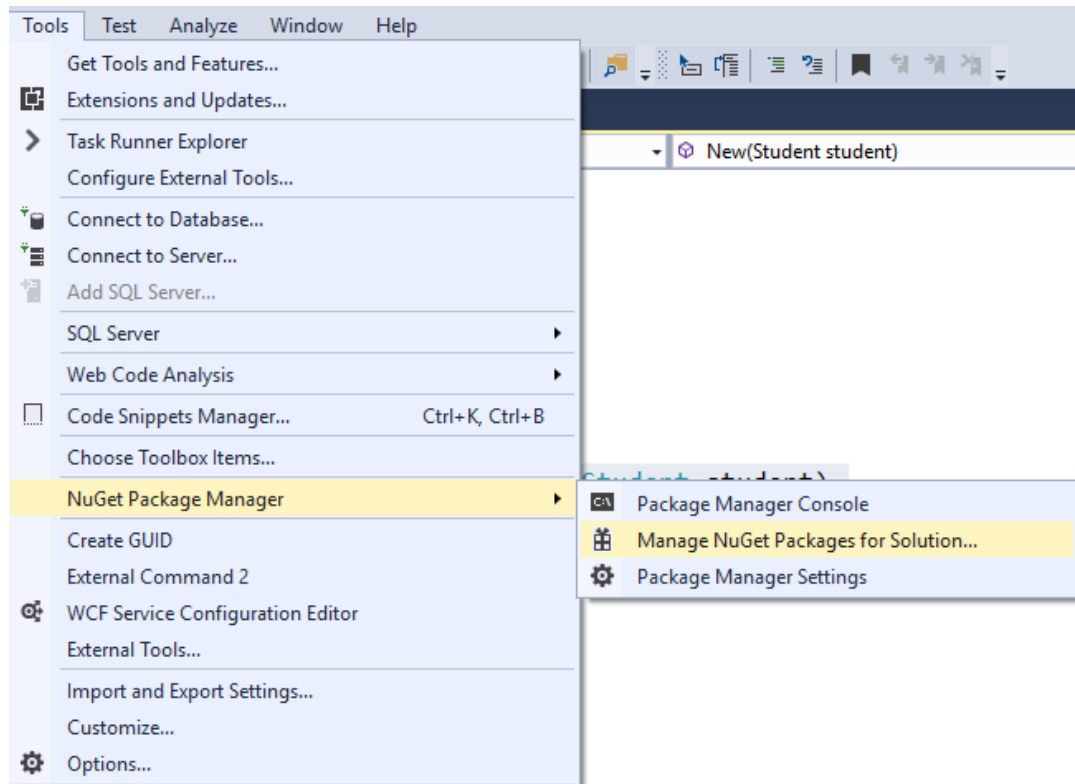 Tools Test Analyze Window Help
Get Tools and Features...
Extensions and Updates...
Task Runner Explorer
New(Student student)
Configure External Tools...
Connect to Database...
Connect to Server...
Add SQL Server...
SQL Server
Web Code Analysis
Code Snippets Manager... Ctrl+K, Ctrl+B
Choose Toolbox Items...
Student student)
NuGet Package Manager
Package Manager Console
Create GUID
Manage NuGet Packages for Solution...
External Command 2
Package Manager Settings
WCF Service Configuration Editor
External Tools...
Import and Export Settings...
Customize...
Options...